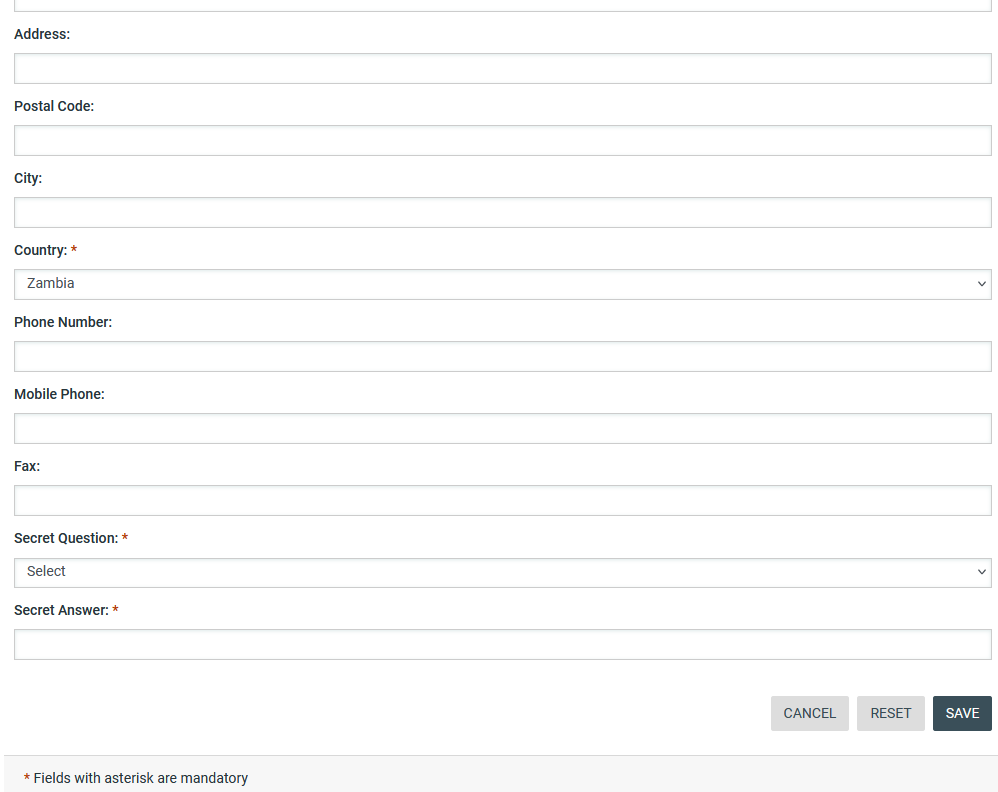 Address:
Postal Code:
City:
Country: *
Zambia
Phone Number:
Mobile Phone:
Fax:
Secret Question: *
Select
Secret Answer: *
CANCEL RESET SAVE
* Fields with asterisk are mandatory